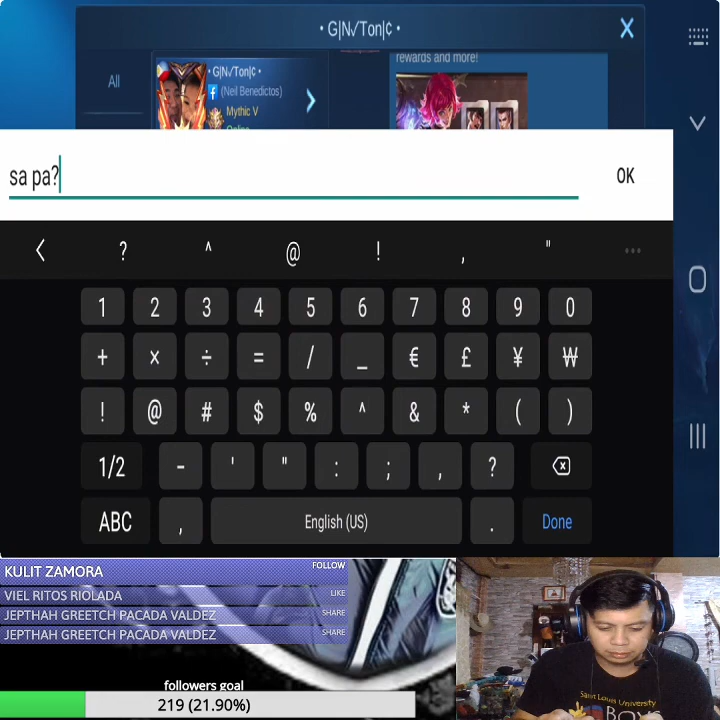 • G|N✓Ton|¢ •
X
All
• G|N✓Ton|¢ •
(Neil Benedictos)
Mythic V
Online
rewards and more!
sa pa?
OK
? ^ @ ! , "
1 2 3 4 5 6 7 8 9 0
+ × ÷ = / _ € £ ¥ ₩
! @ # $ % ^ & * ( )
1/2 - ' " : ; , ?
ABC , English (US) . Done
KULIT ZAMORA FOLLOW
VIEL RITOS RIOLADA LIKE
JEPTHAH GREETCH PACADA VALDEZ SHARE
JEPTHAH GREETCH PACADA VALDEZ SHARE
followers goal
219 (21.90%)
Saint Louis University